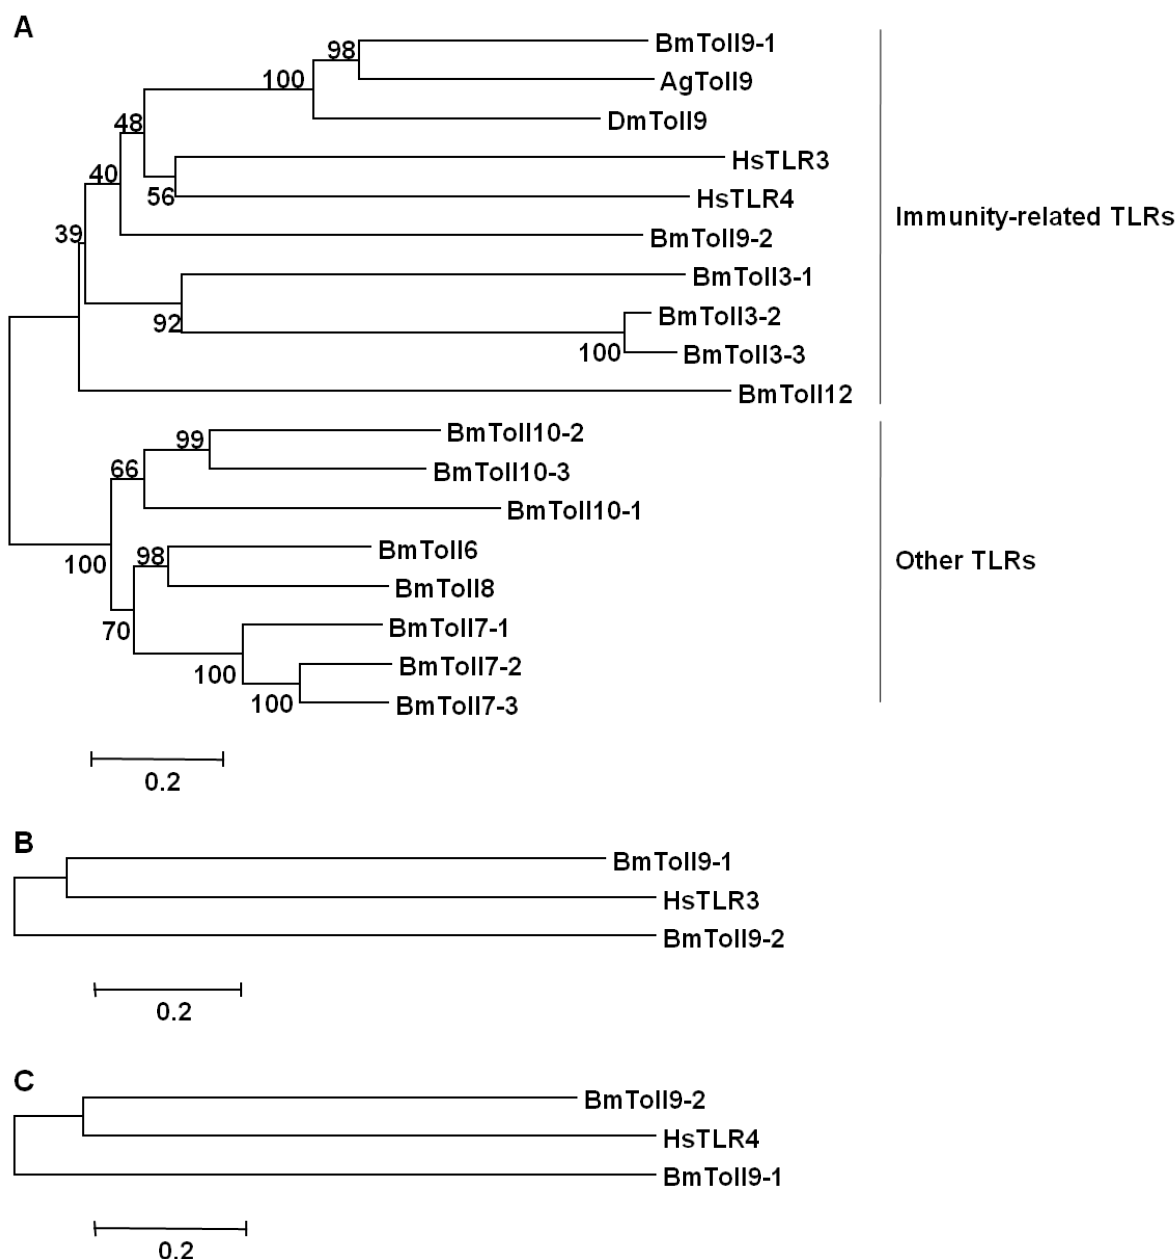 A
98
BmToll9-1
100
AgToll9
DmToll9
48
HsTLR3
40
56
HsTLR4
Immunity-related TLRs
39
BmToll9-2
BmToll3-1
92
BmToll3-2
100
BmToll3-3
BmToll12
99
BmToll10-2
66
BmToll10-3
BmToll10-1
98
BmToll6
100
Other TLRs
BmToll8
70
BmToll7-1
100
BmToll7-2
100
BmToll7-3
0.2
B
BmToll9-1
HsTLR3
BmToll9-2
0.2
C
BmToll9-2
HsTLR4
BmToll9-1
0.2